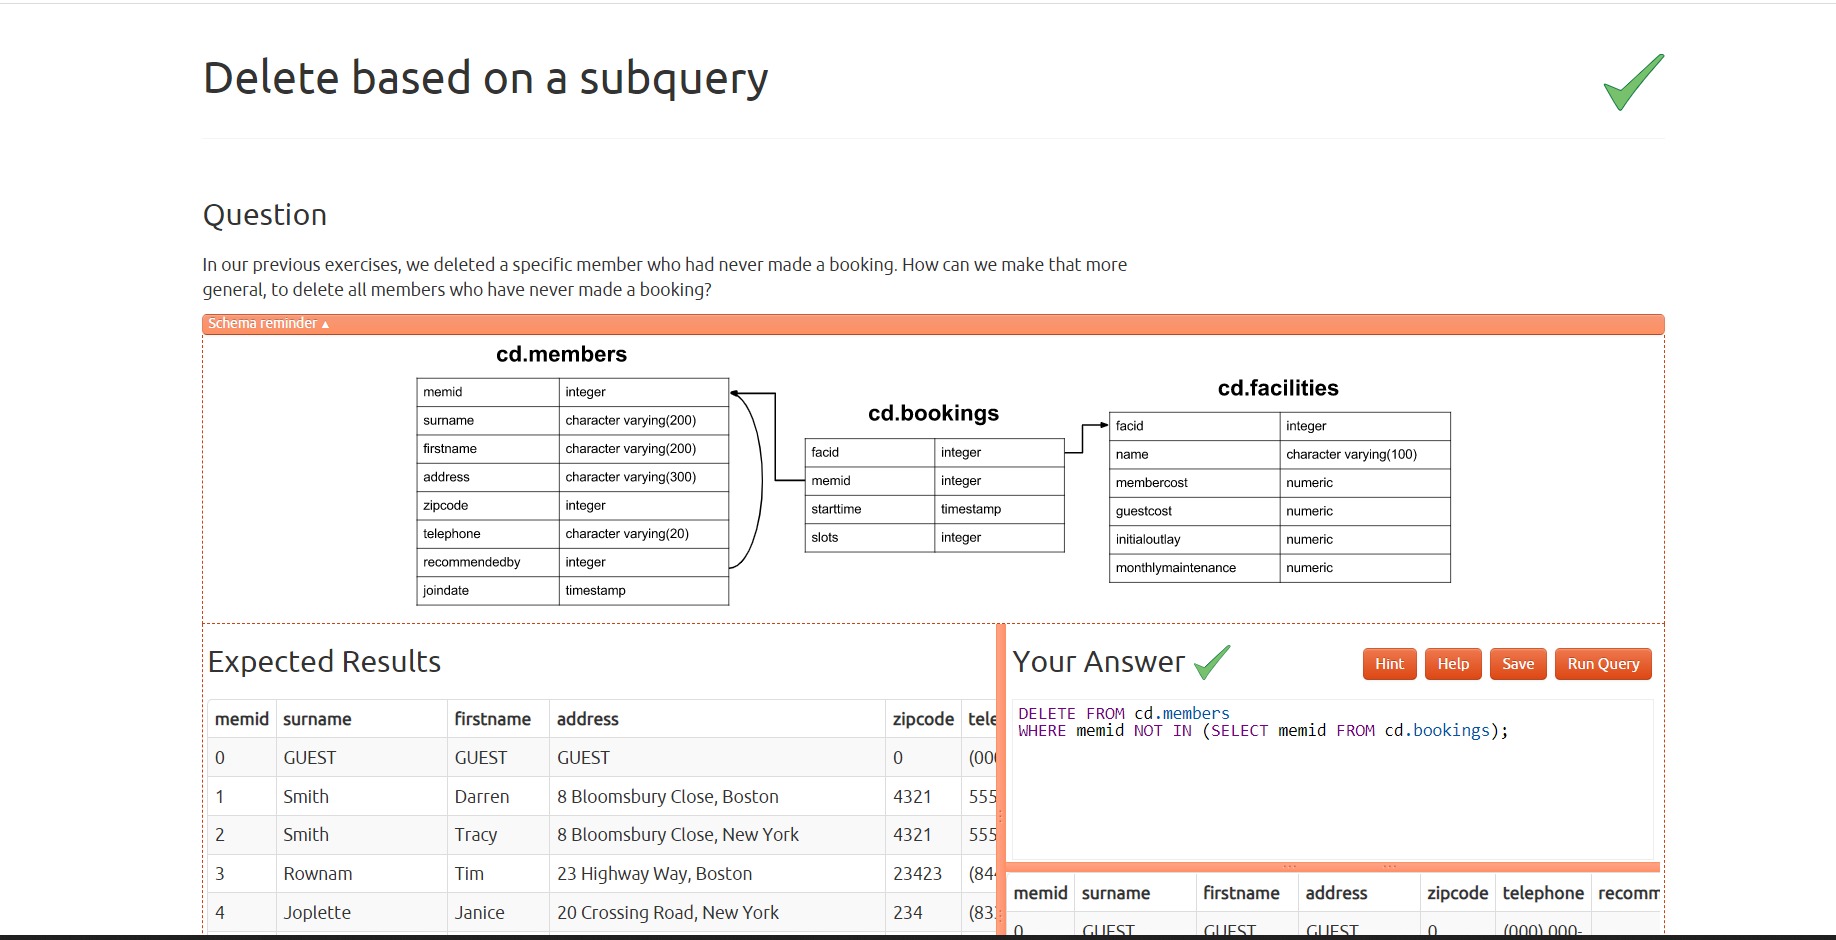 Delete based on a subquery
Question
In our previous exercises, we deleted a specific member who had never made a booking. How can we make that more
general, to delete all members who have never made a booking?
Schema reminder ▲
cd.members
memid integer
surname character varying(200)
firstname character varying(200)
address character varying(300)
zipcode integer
telephone character varying(20)
recommendedby integer
joindate timestamp
cd.bookings
facid integer
memid integer
starttime timestamp
slots integer
cd.facilities
facid integer
name character varying(100)
membercost numeric
guestcost numeric
initialoutlay numeric
monthlymaintenance numeric
Expected Results
memid surname firstname address zipcode tele
0 GUEST GUEST GUEST 0 (00
1 Smith Darren 8 Bloomsbury Close, Boston 4321 555
2 Smith Tracy 8 Bloomsbury Close, New York 4321 555
3 Rownam Tim 23 Highway Way, Boston 23423 (84
4 Joplette Janice 20 Crossing Road, New York 234 (83
Your Answer
Hint Help Save Run Query
DELETE FROM cd.members
WHERE memid NOT IN (SELECT memid FROM cd.bookings);
memid surname firstname address zipcode telephone recomm
0 GUEST GUEST GUEST 0 (000) 000-